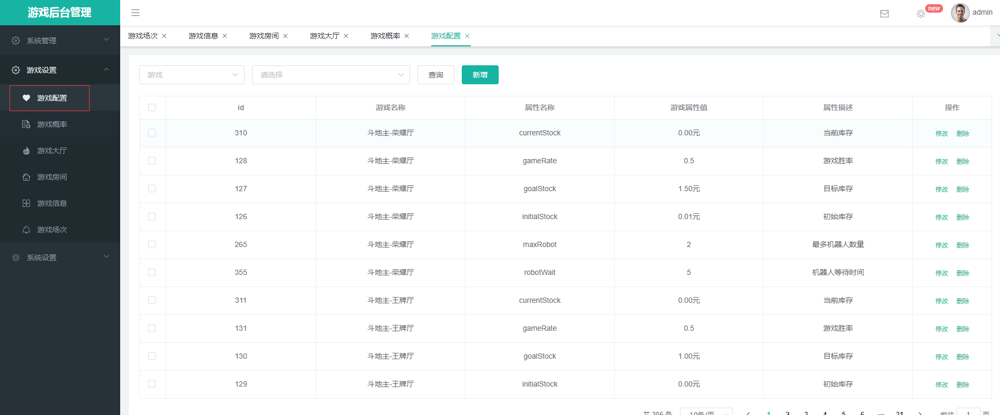 游戏后台管理
new
admin
系统管理
游戏设置
游戏配置
游戏概率
游戏大厅
游戏房间
游戏信息
游戏场次
系统设置
游戏场次 游戏信息 游戏房间 游戏大厅 游戏概率 游戏配置
游戏 请选择 查询 新增
id 游戏名称 属性名称 游戏属性值 属性描述 操作
310 斗地主-荣耀厅 currentStock 0.00元 当前库存 修改 删除
128 斗地主-荣耀厅 gameRate 0.5 游戏胜率 修改 删除
127 斗地主-荣耀厅 goalStock 1.50元 目标库存 修改 删除
126 斗地主-荣耀厅 initialStock 0.01元 初始库存 修改 删除
265 斗地主-荣耀厅 maxRobot 2 最多机器人数量 修改 删除
355 斗地主-荣耀厅 robotWait 5 机器人等待时间 修改 删除
311 斗地主-王牌厅 currentStock 0.00元 当前库存 修改 删除
131 斗地主-王牌厅 gameRate 0.5 游戏胜率 修改 删除
130 斗地主-王牌厅 goalStock 1.00元 目标库存 修改 删除
129 斗地主-王牌厅 initialStock 0.00元 初始库存 修改 删除
共 305 条 10条/页 1 2 3 4 5 6 ··· 31 前往 1 页